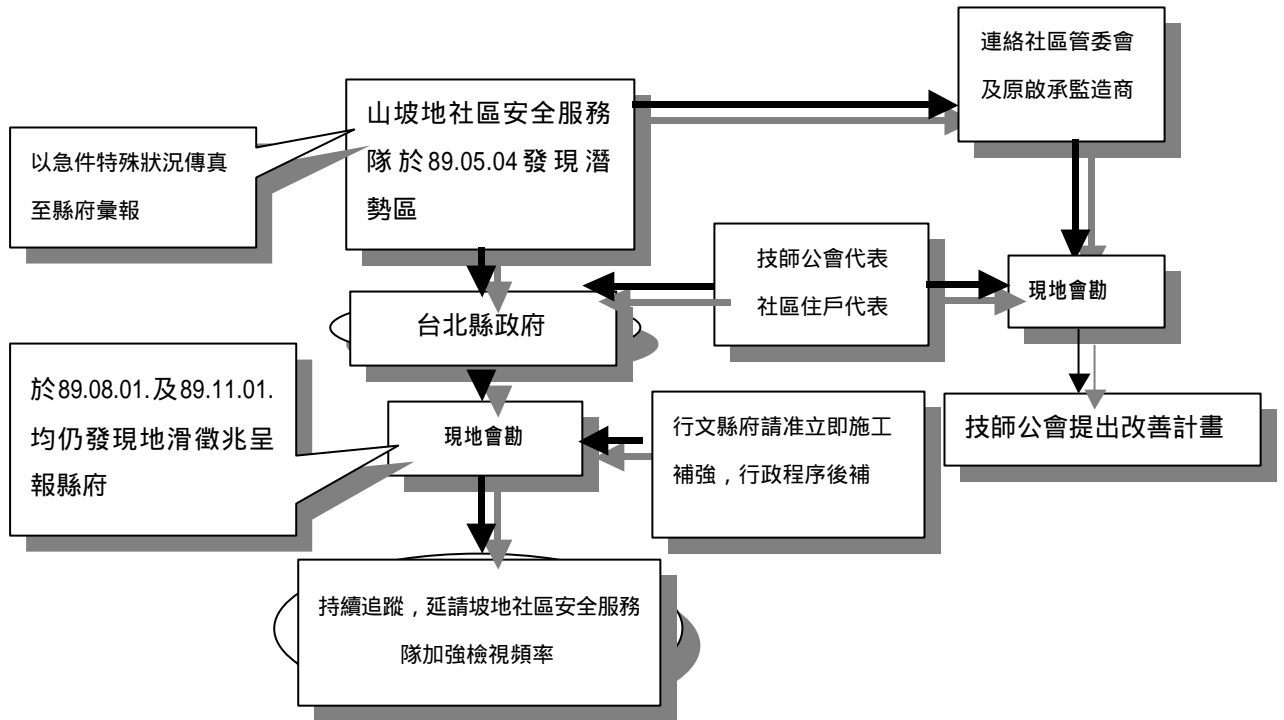 連絡社區管委會
及原啟承監造商
山坡地社區安全服務
隊於89.05.04發現潛
勢區
以急件特殊狀況傳真
至縣府彙報
技師公會代表
社區住戶代表
現地會勘
台北縣政府
於89.08.01.及89.11.01.
均仍發現地滑徵兆呈
報縣府
現地會勘
行文縣府請准立即施工
補強，行政程序後補
技師公會提出改善計畫
持續追蹤，延請坡地社區安全服務
隊加強檢視頻率